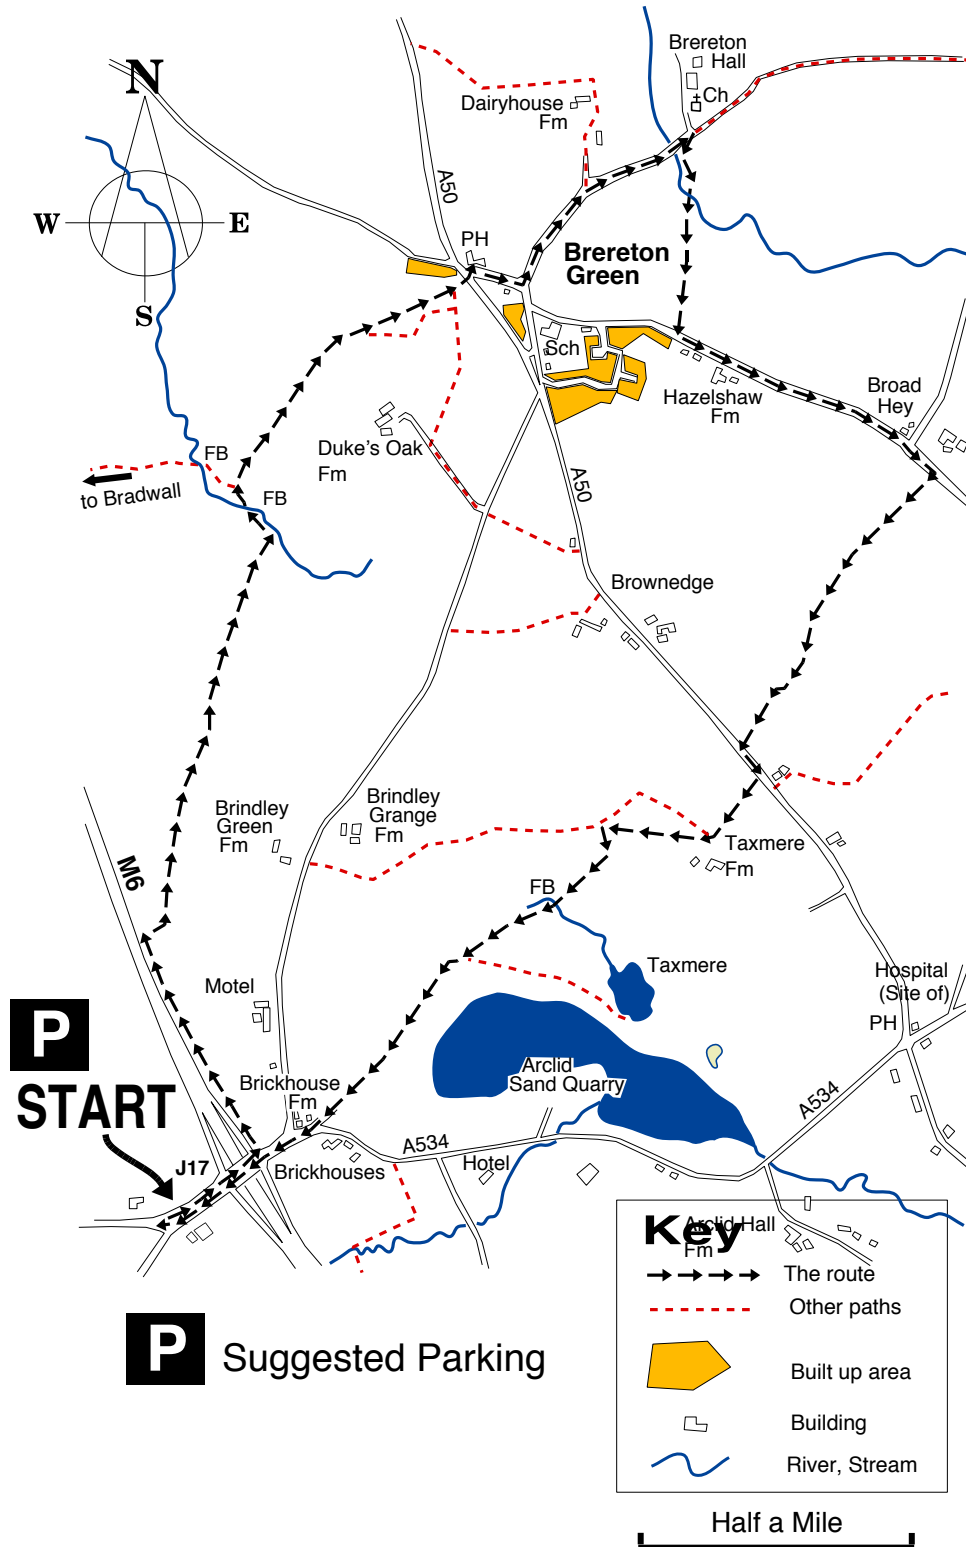 Brereton
Hall
Ch
N
Dairyhouse
Fm
A50
W
E
PH
Brereton
Green
S
Sch
Hazelshaw
Fm
Broad
Hey
Duke's Oak
Fm
FB
to Bradwall
FB
A50
Brownedge
Brindley
Green
Fm
Brindley
Grange
Fm
Taxmere
Fm
M6
FB
Taxmere
Hospital
(Site of)
Motel
PH
P
START
Arclid
Sand Quarry
Brickhouse
Fm
A534
A534
J17
Brickhouses
Hotel
Arclid Hall
Fm
Key
The route
Other paths
P
Suggested Parking
Built up area
Building
River, Stream
Half a Mile